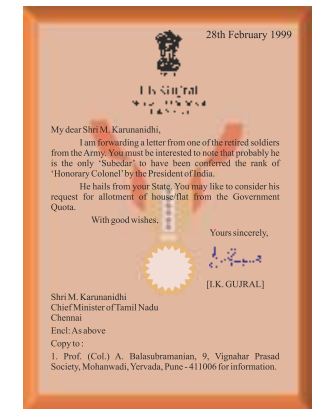 28th February 1999
My dear Shri M. Karunanidhi,
I am forwarding a letter from one of the retired soldiers
from the Army. You must be interested to note that probably he
is the only 'Subedar' to have been conferred the rank of
'Honorary Colonel' by the President of India.
He hails from your State. You may like to consider his
request for allotment of house/flat from the Government
Quota.
With good wishes,
Yours sincerely,
[I.K. GUJRAL]
Shri M. Karunanidhi
Chief Minister of Tamil Nadu
Chennai
Encl: As above
Copy to :
1. Prof. (Col.) A. Balasubramanian, 9, Vignahar Prasad
Society, Mohanwadi, Yervada, Pune - 411006 for information.